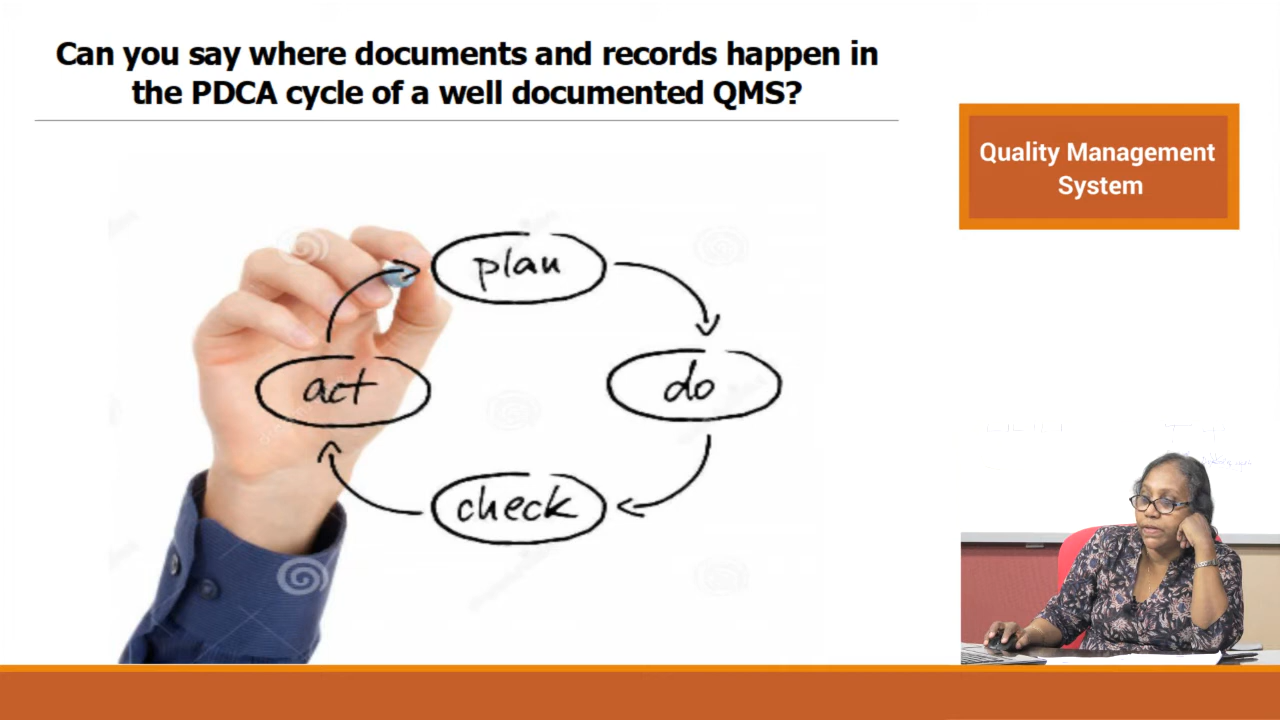 Can you say where documents and records happen in
the PDCA cycle of a well documented QMS?
Quality Management
System
plan
act
do
check